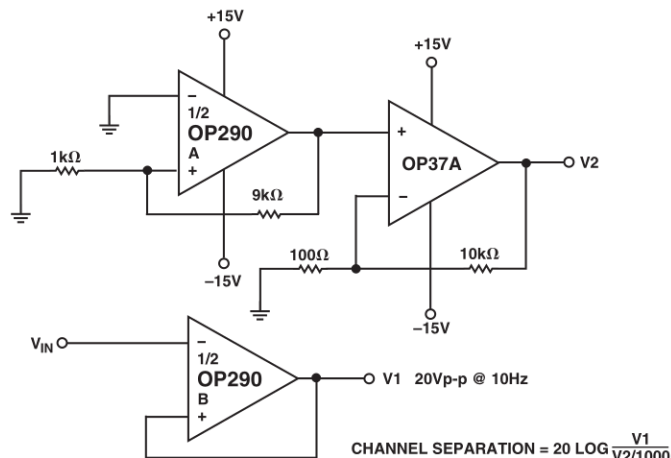 +15V
+15V
−
1/2
OP290
A
+
1kΩ
9kΩ
−15V
+
OP37A
−
V2
100Ω
10kΩ
−15V
VIN
−
1/2
OP290
B
+
V1 20Vp-p @ 10Hz
CHANNEL SEPARATION = 20 LOG V1
V2/1000